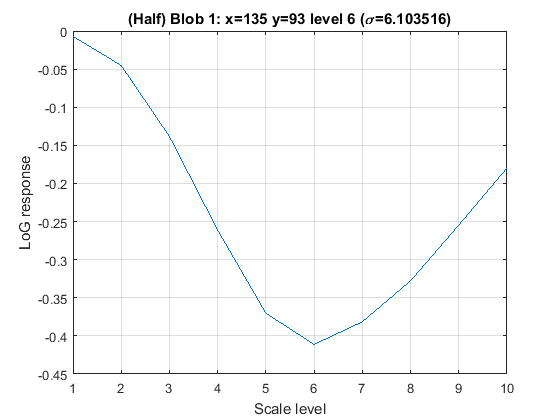 (Half) Blob 1: x=135 y=93 level 6 (σ=6.103516)
0
-0.05
-0.1
-0.15
-0.2
-0.25
-0.3
-0.35
-0.4
-0.45
LoG response
1 2 3 4 5 6 7 8 9 10
Scale level